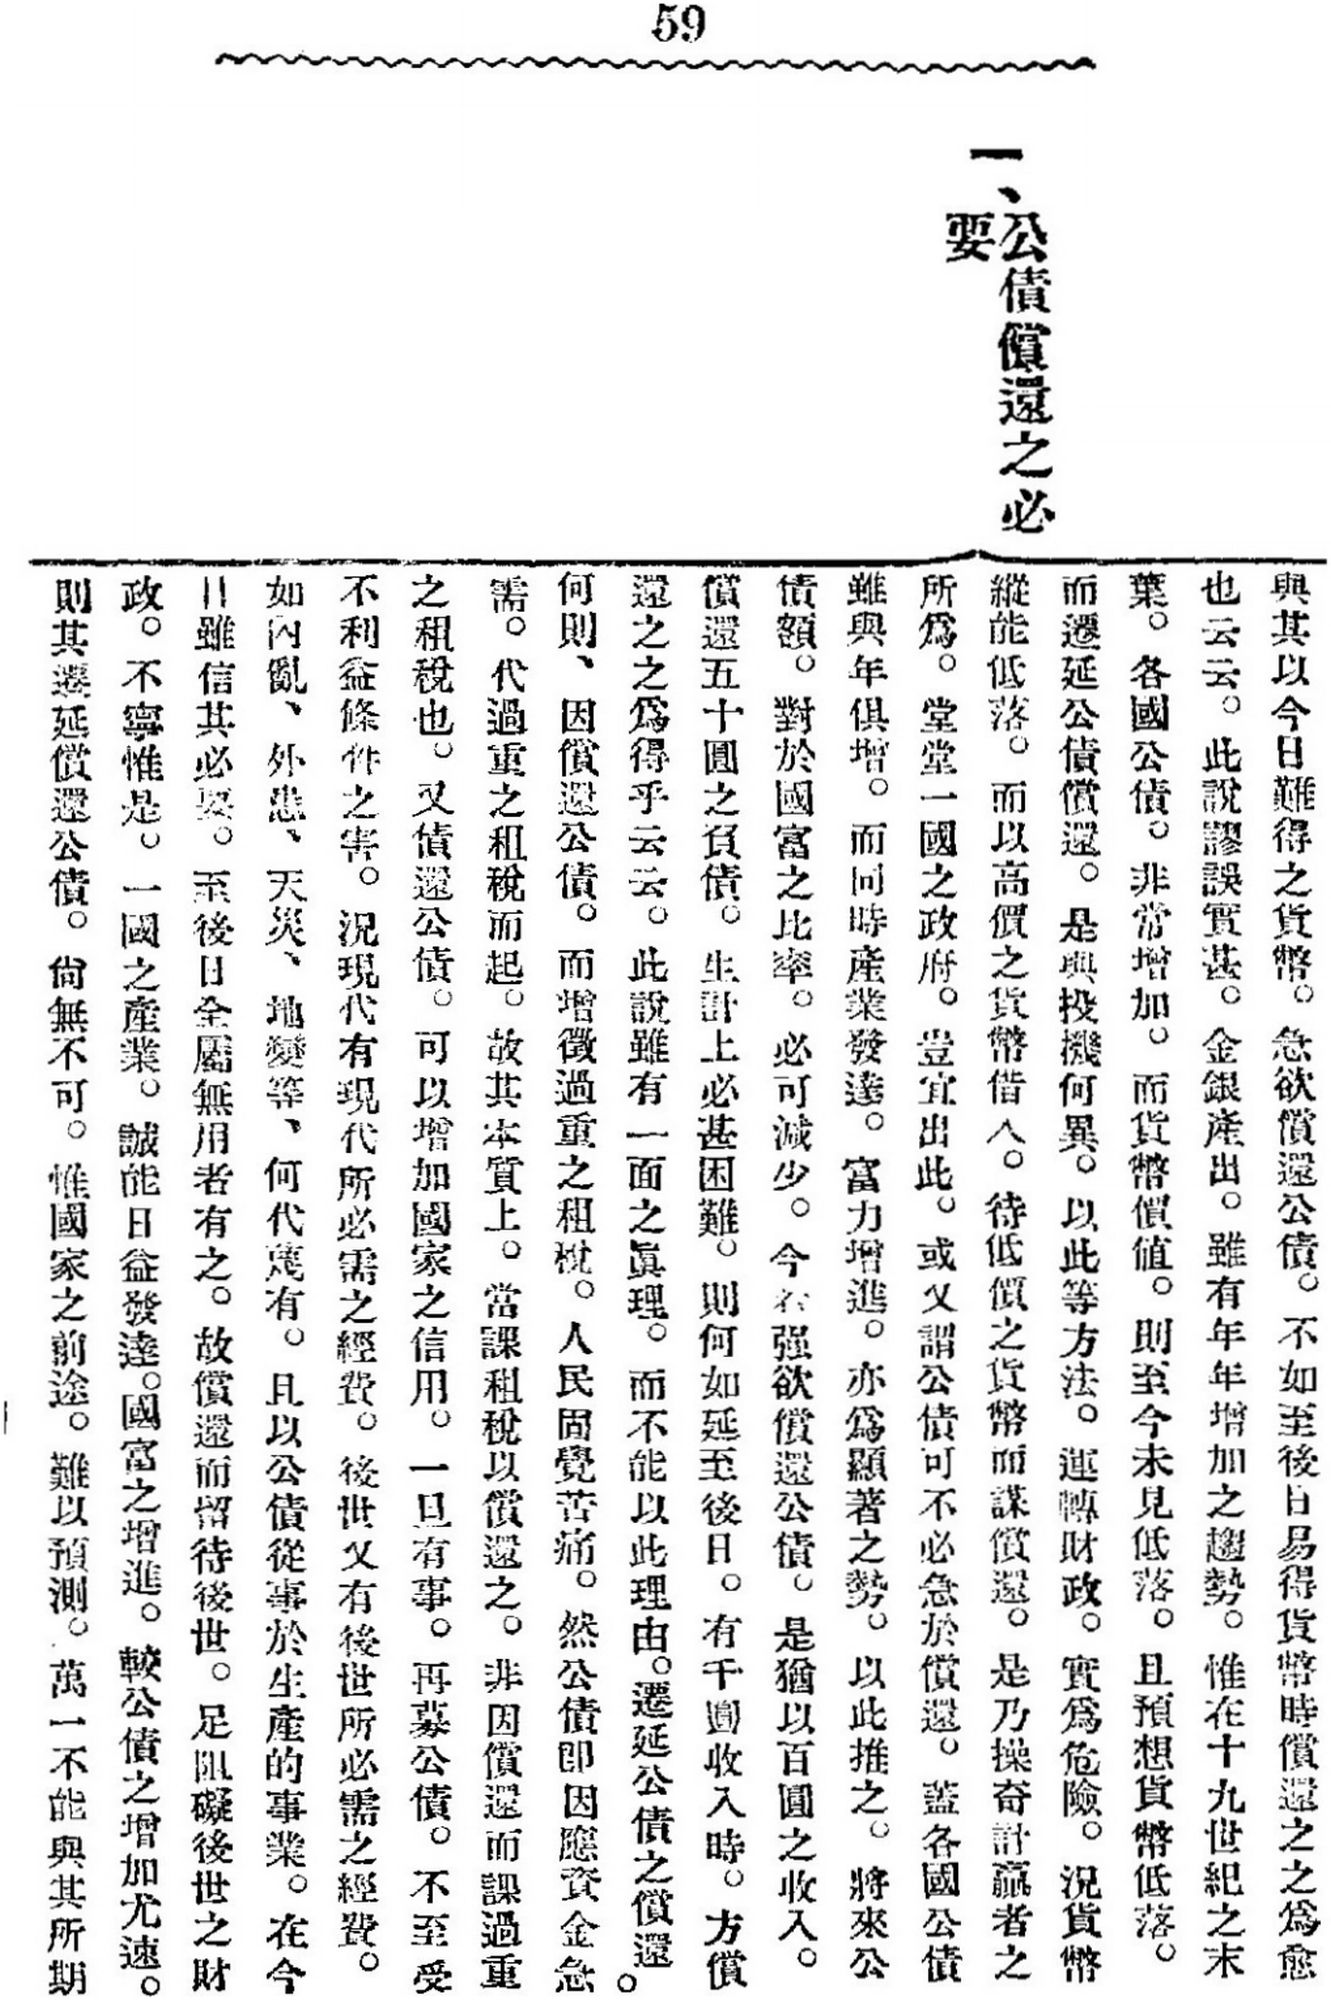 59
一、公債償還之必
要
與其以今日難得之貨幣。急欲償還公債。不如至後日易得貨幣時償還之之爲愈
也云云。此說謬誤實甚。金銀產出。雖有年年增加之趨勢。惟在十九世紀之末
葉。各國公債。非常增加。而貨幣價值。則至今未見低落。且預想貨幣低落。
而遷延公債償還。是與投機何異。以此等方法。運轉財政。實爲危險。況貨幣
縱能低落。而以高價之貨幣借入。待低價之貨幣而謀償還。是乃操奇計贏者之
所爲。堂堂一國之政府。豈宜出此。或又謂公債可不必急於償還。蓋各國公債
雖與年俱增。而同時產業發達。富力增進。亦爲顯著之勢。以此推之。將來公
債額。對於國富之比率。必可減少。今若强欲償還公債。是猶以百圓之收入。
償還五十圓之負債。生計上必甚困難。則何如延至後日。有千圓收入時。方償
還之之爲得乎云云。此說雖有一面之眞理。而不能以此理由。遷延公債之償還。
何則、因償還公債。而增徵過重之租稅。人民固覺苦痛。然公債卽因應資金急
需。代過重之租稅而起。故其本質上。當課租稅以償還之。非因償還而課過重
之租稅也。又債還公債。可以增加國家之信用。一旦有事。再募公債。不至受
不利益條件之害。況現代有現代所必需之經費。後世又有後世所必需之經費。
如內亂、外患、天災、地變等、何代蔑有。且以公債從事於生產的事業。在今
日雖信其必要。至後日全屬無用者有之。故償還而留待後世。足阻礙後世之財
政。不寧惟是。一國之產業。誠能日益發達。國富之增進。較公債之增加尤速。
則其遷延償還公債。尙無不可。惟國家之前途。難以預測。萬一不能與其所期